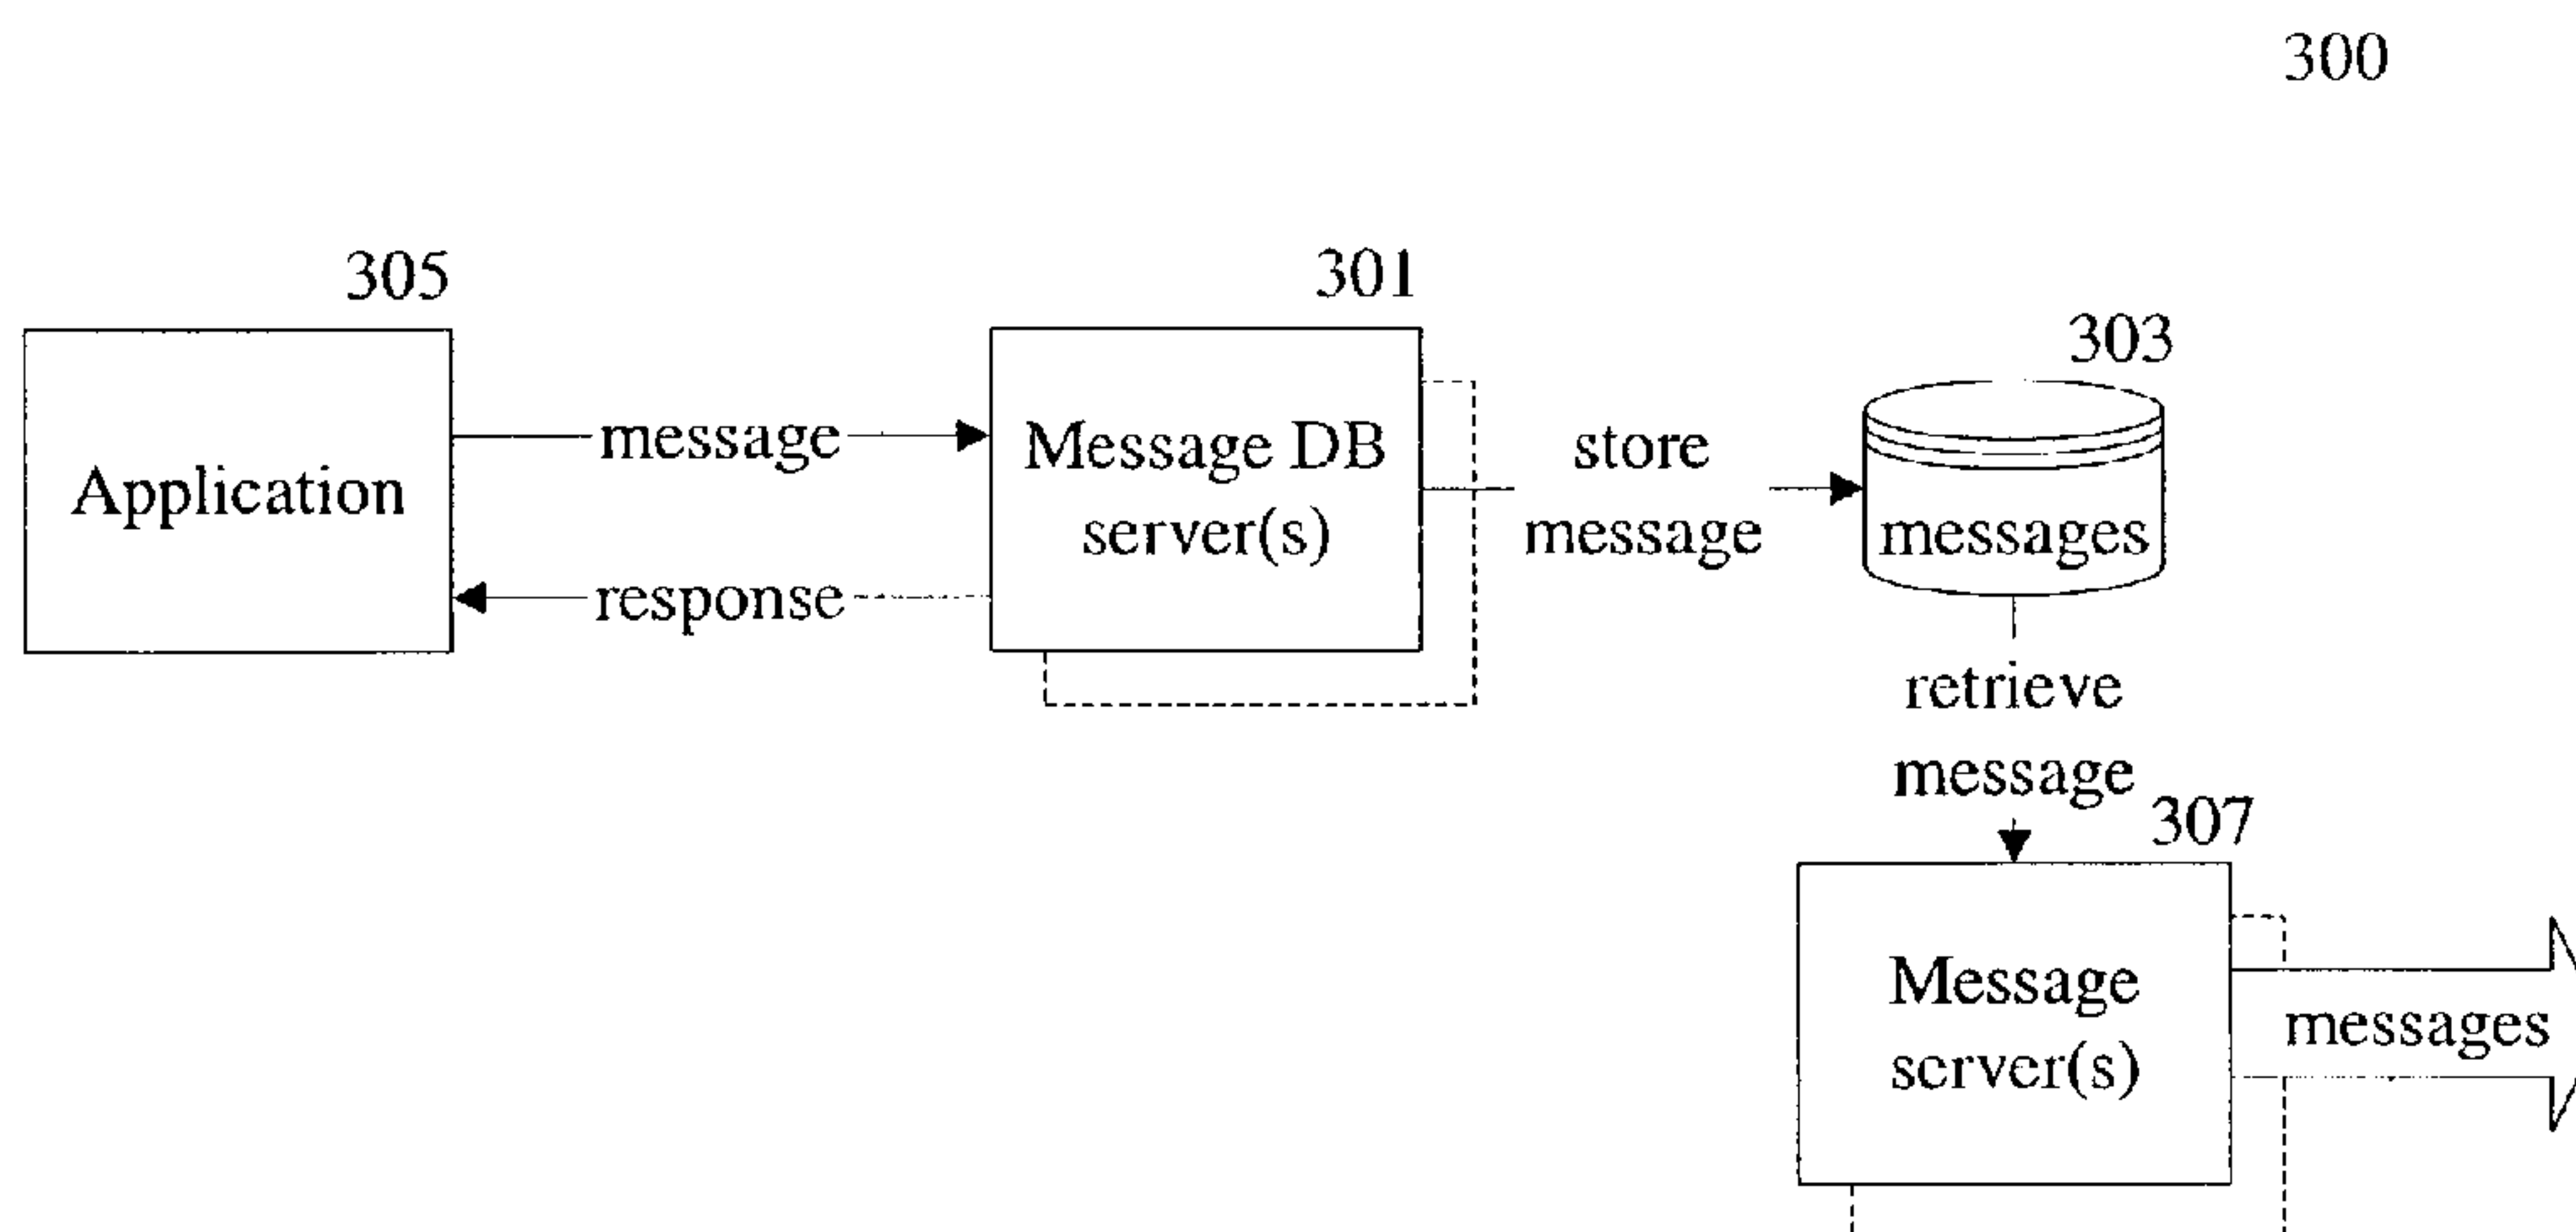 300
305
301
303
Application
message
response
Message DB
server(s)
store
message
messages
retrieve
message
307
Message
server(s)
messages